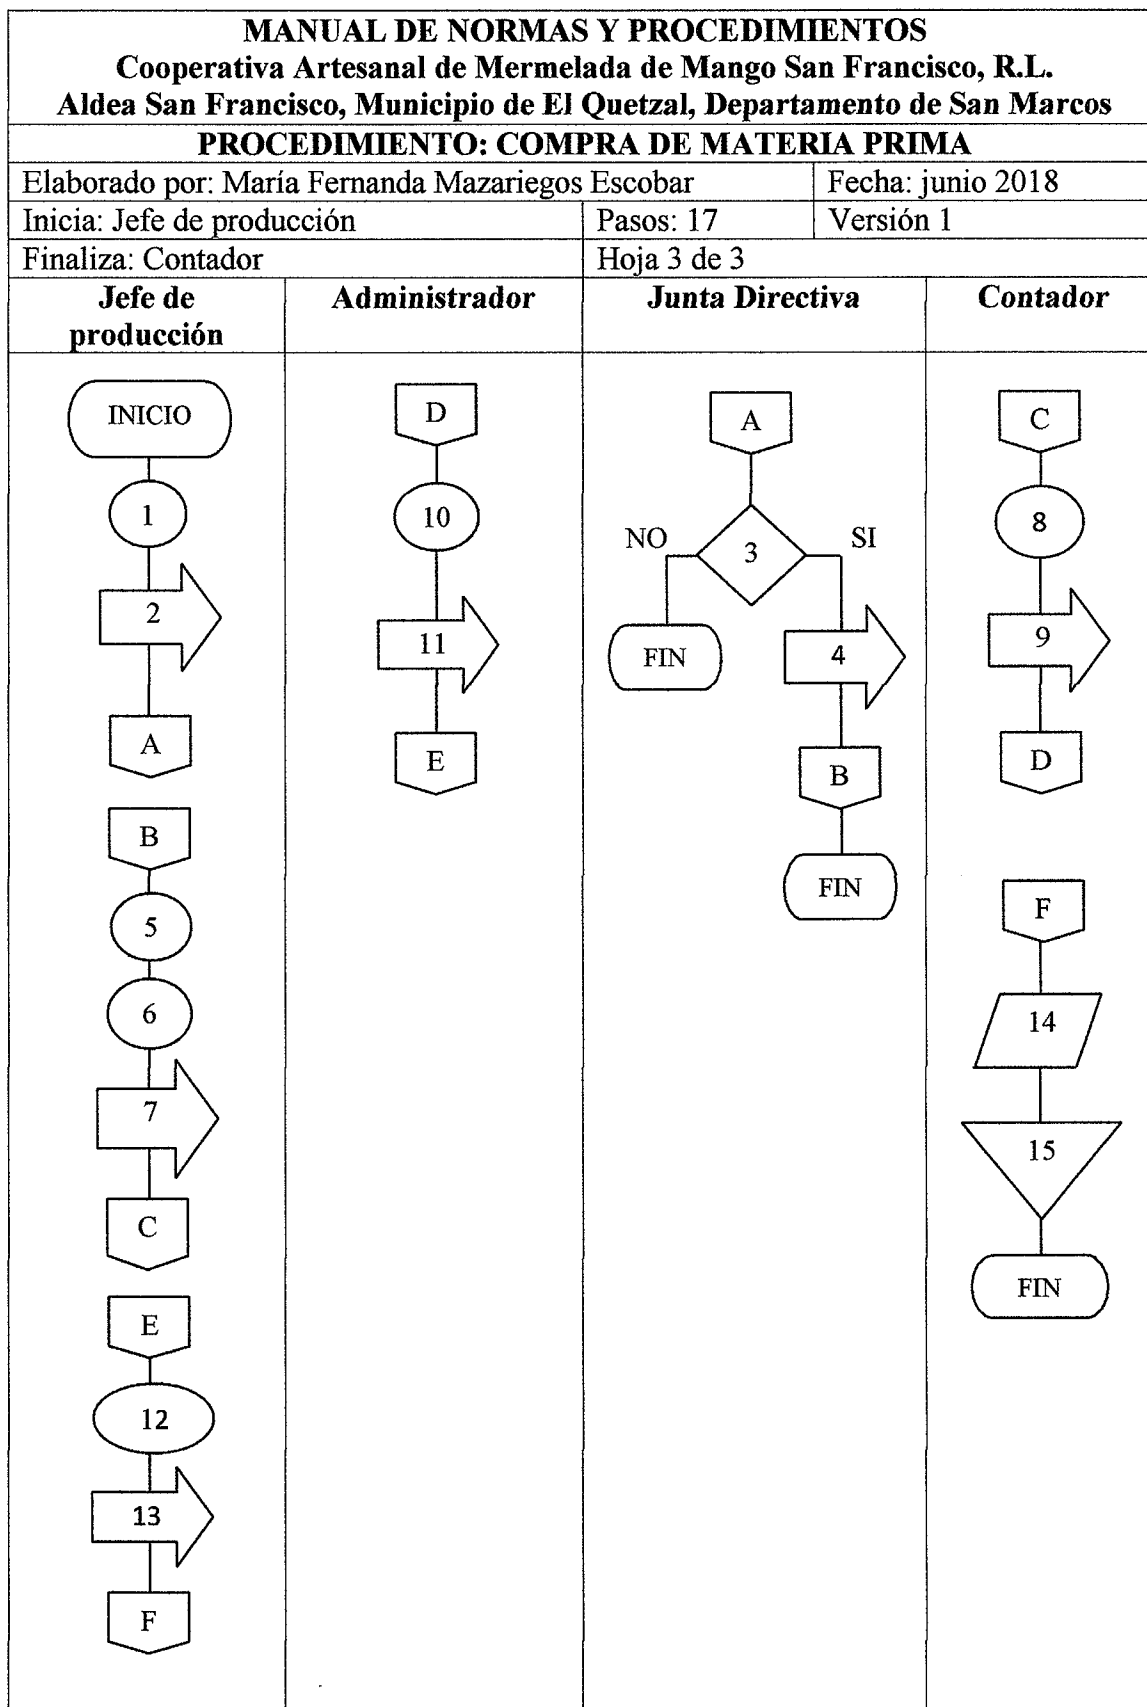 MANUAL DE NORMAS Y PROCEDIMIENTOS
Cooperativa Artesanal de Mermelada de Mango San Francisco, R.L.
Aldea San Francisco, Municipio de El Quetzal, Departamento de San Marcos
PROCEDIMIENTO: COMPRA DE MATERIA PRIMA
Elaborado por: María Fernanda Mazariegos Escobar Fecha: junio 2018
Inicia: Jefe de producción Pasos: 17 Versión 1
Finaliza: Contador Hoja 3 de 3
Jefe de
producción
Administrador
Junta Directiva
Contador
INICIO
1
2
A
B
5
6
7
C
E
12
13
F
D
10
11
E
A
NO 3 SI
FIN
4
B
FIN
C
8
9
D
F
14
15
FIN